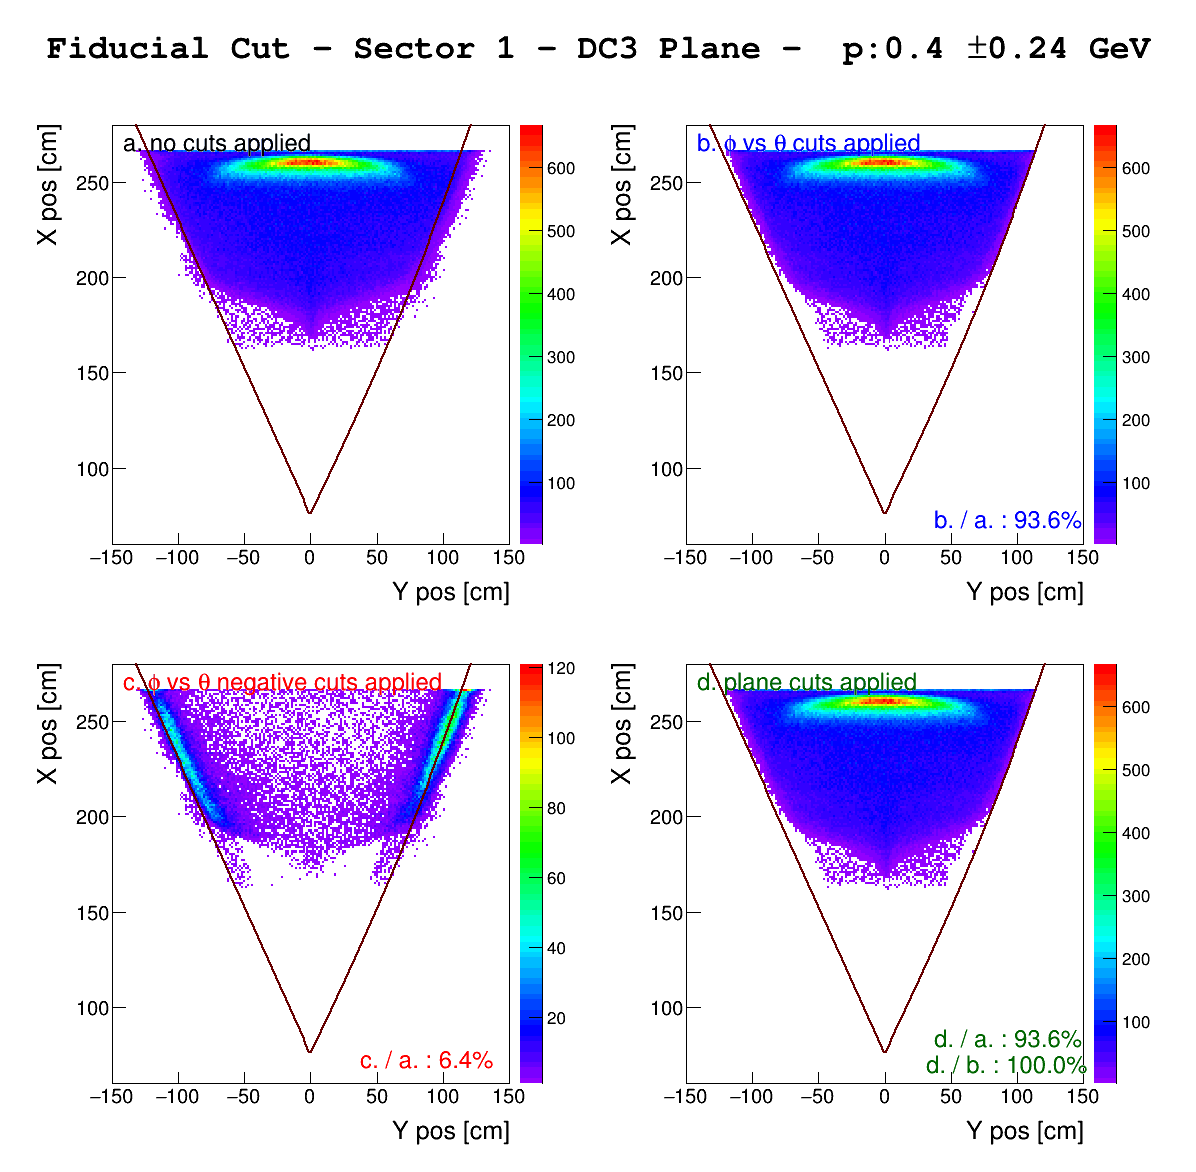 Fiducial Cut – Sector 1 – DC3 Plane – p:0.4 ±0.24 GeV
a. no cuts applied
X pos [cm]
250
200
150
100
−150 −100 −50 0 50 100 150
Y pos [cm]
600
500
400
300
200
100
b. ϕ vs θ cuts applied
X pos [cm]
250
200
150
100
b. / a. : 93.6%
−150 −100 −50 0 50 100 150
Y pos [cm]
600
500
400
300
200
100
c. ϕ vs θ negative cuts applied
X pos [cm]
250
200
150
100
c. / a. : 6.4%
−150 −100 −50 0 50 100 150
Y pos [cm]
120
100
80
60
40
20
d. plane cuts applied
X pos [cm]
250
200
150
100
d. / a. : 93.6%
d. / b. : 100.0%
−150 −100 −50 0 50 100 150
Y pos [cm]
600
500
400
300
200
100